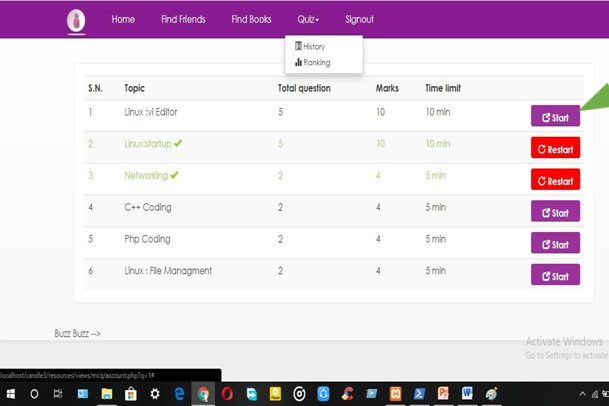 Home Find Friends Find Books Quiz Signout
History
Ranking
S.N. Topic Total question Marks Time limit
1 Linux :vi Editor 5 10 10 min Start
2 Linux:startup 5 10 10 min Restart
3 Networking 2 4 5 min Restart
4 C++ Coding 2 4 5 min Start
5 Php Coding 2 4 5 min Start
6 Linux : File Managment 2 4 5 min Start
Buzz Buzz -->
Activate Windows
Go to Settings to activate
localhost/candle3/resources/views/mcq/account.php?q=1#